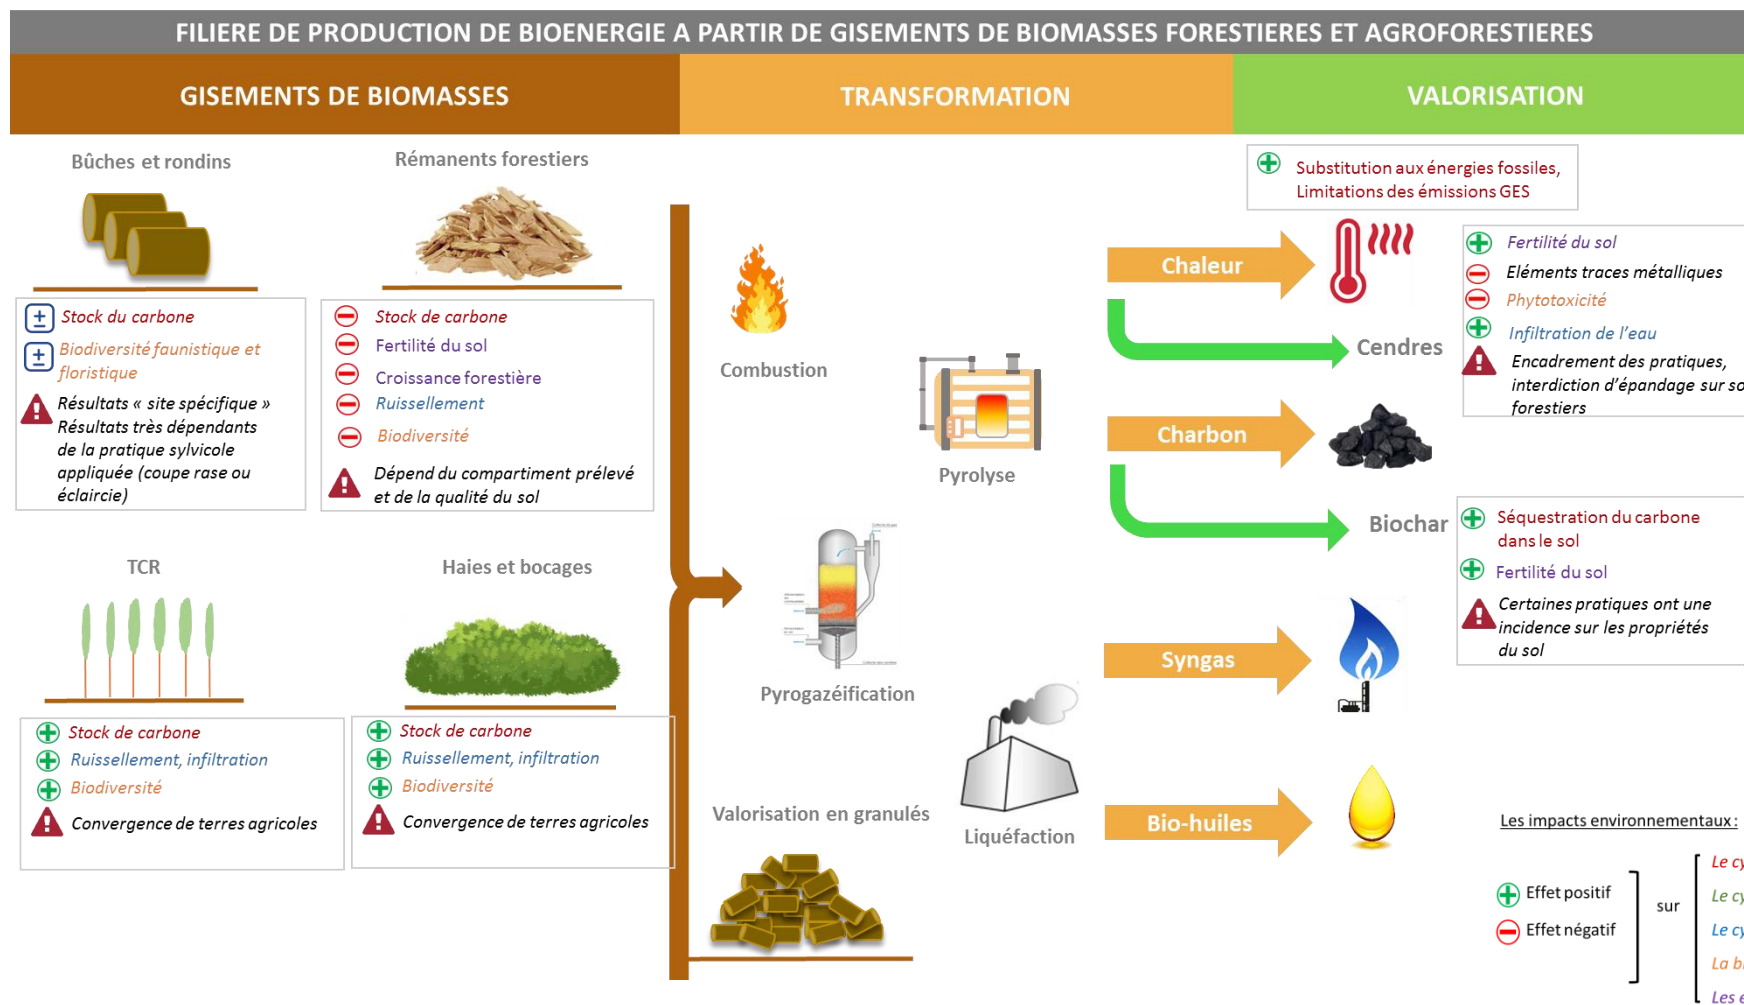 FILIERE DE PRODUCTION DE BIOENERGIE A PARTIR DE GISEMENTS DE BIOMASSES FORESTIERES ET AGROFORESTIERES
GISEMENTS DE BIOMASSES
TRANSFORMATION
VALORISATION
Bûches et rondins
± Stock du carbone
± Biodiversité faunistique et
floristique
Résultats « site spécifique »
Résultats très dépendants
de la pratique sylvicole
appliquée (coupe rase ou
éclaircie)
Rémanents forestiers
Stock de carbone
Fertilité du sol
Croissance forestière
Ruissellement
Biodiversité
Dépend du compartiment prélevé
et de la qualité du sol
TCR
Stock de carbone
Ruissellement, infiltration
Biodiversité
Convergence de terres agricoles
Haies et bocages
Stock de carbone
Ruissellement, infiltration
Biodiversité
Convergence de terres agricoles
Combustion
Pyrolyse
Pyrogazéification
Liquéfaction
Valorisation en granulés
Substitution aux énergies fossiles,
Limitations des émissions GES
Chaleur
Cendres
Fertilité du sol
Eléments traces métalliques
Phytotoxicité
Infiltration de l'eau
Encadrement des pratiques,
interdiction d'épandage sur so
forestiers
Charbon
Biochar
Séquestration du carbone
dans le sol
Fertilité du sol
Certaines pratiques ont une
incidence sur les propriétés
du sol
Syngas
Bio-huiles
Les impacts environnementaux :
Effet positif
Effet négatif
sur
Le cy
Le cy
Le cy
La b
Les e